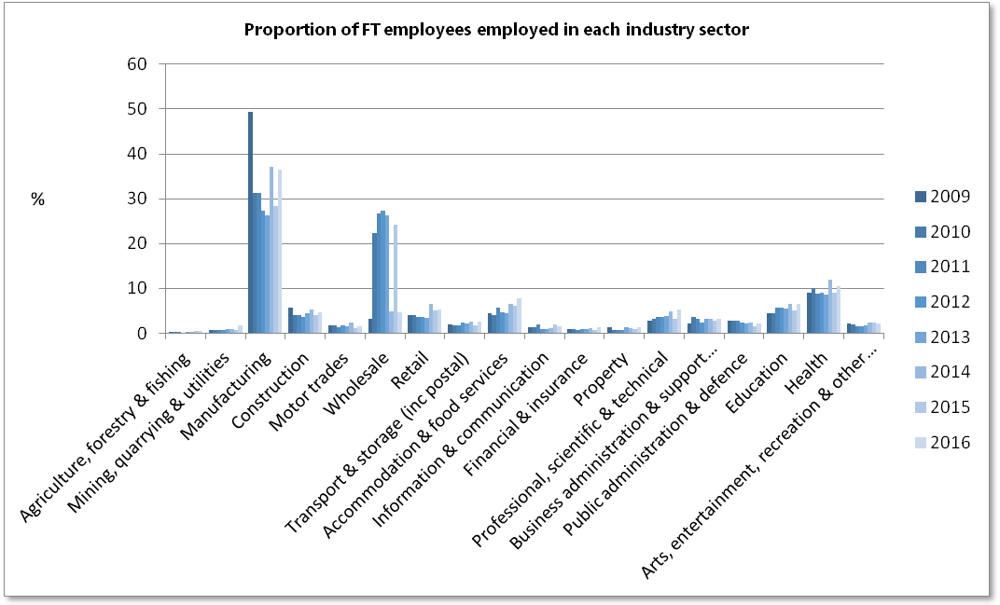 Proportion of FT employees employed in each industry sector
%
60
50
40
30
20
10
0
Agriculture, forestry & fishing
Mining, quarrying & utilities
Manufacturing
Construction
Motor trades
Wholesale
Retail
Transport & storage (inc postal)
Accommodation & food services
Information & communication
Financial & insurance
Property
Professional, scientific & technical
Business administration & support...
Public administration & defence
Education
Health
Arts, entertainment, recreation & other...
2009
2010
2011
2012
2013
2014
2015
2016